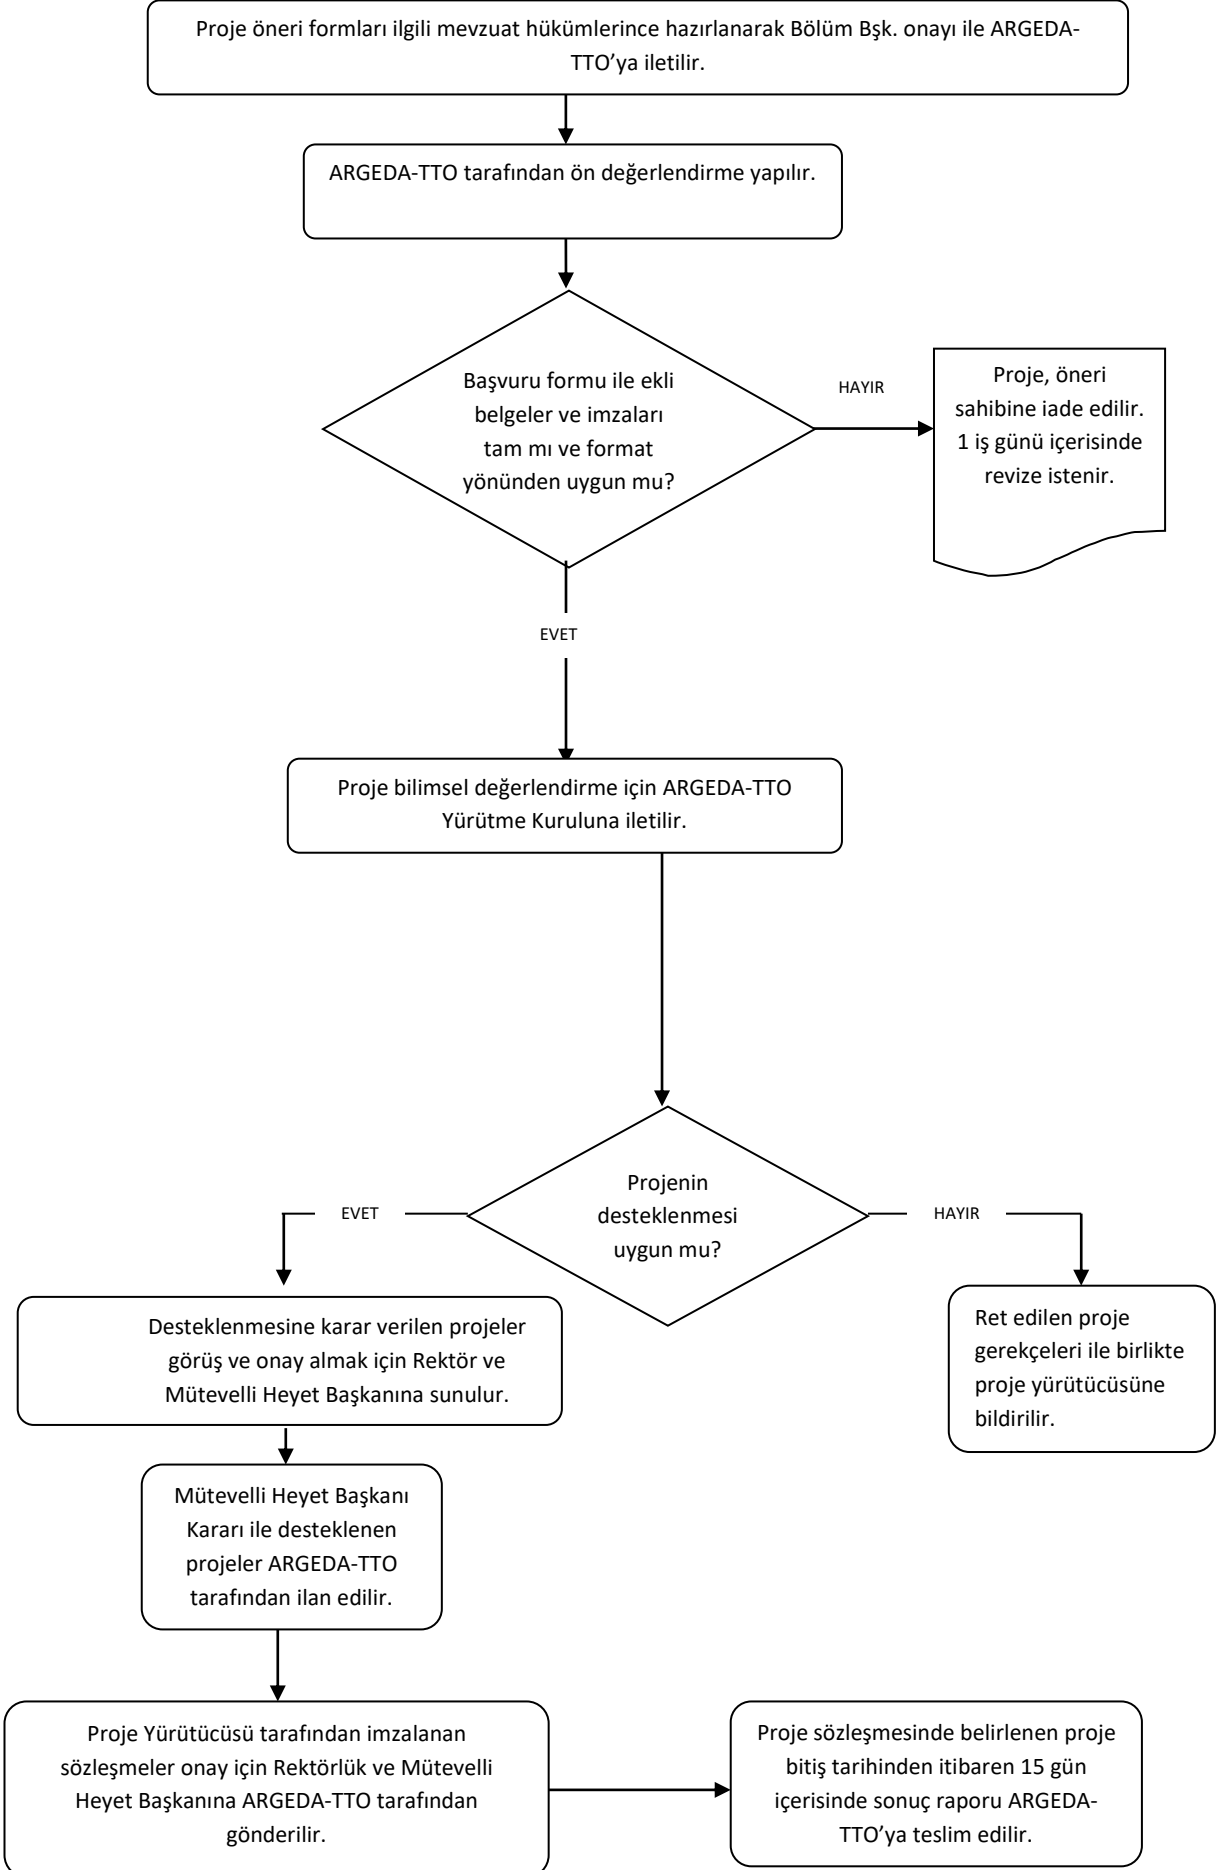 Proje öneri formları ilgili mevzuat hükümlerince hazırlanarak Bölüm Bşk. onayı ile ARGEDA-
TTO’ya iletilir.
ARGEDA-TTO tarafından ön değerlendirme yapılır.
Başvuru formu ile ekli
belgeler ve imzaları
tam mı ve format
yönünden uygun mu?
HAYIR
Proje, öneri
sahibine iade edilir.
1 iş günü içerisinde
revize istenir.
EVET
Proje bilimsel değerlendirme için ARGEDA-TTO
Yürütme Kuruluna iletilir.
Projenin
desteklenmesi
uygun mu?
EVET
HAYIR
Desteklenmesine karar verilen projeler
görüş ve onay almak için Rektör ve
Mütevelli Heyet Başkanına sunulur.
Ret edilen proje
gerekçeleri ile birlikte
proje yürütücüsüne
bildirilir.
Mütevelli Heyet Başkanı
Kararı ile desteklenen
projeler ARGEDA-TTO
tarafından ilan edilir.
Proje Yürütücüsü tarafından imzalanan
sözleşmeler onay için Rektörlük ve Mütevelli
Heyet Başkanına ARGEDA-TTO tarafından
gönderilir.
Proje sözleşmesinde belirlenen proje
bitiş tarihinden itibaren 15 gün
içerisinde sonuç raporu ARGEDA-
TTO’ya teslim edilir.